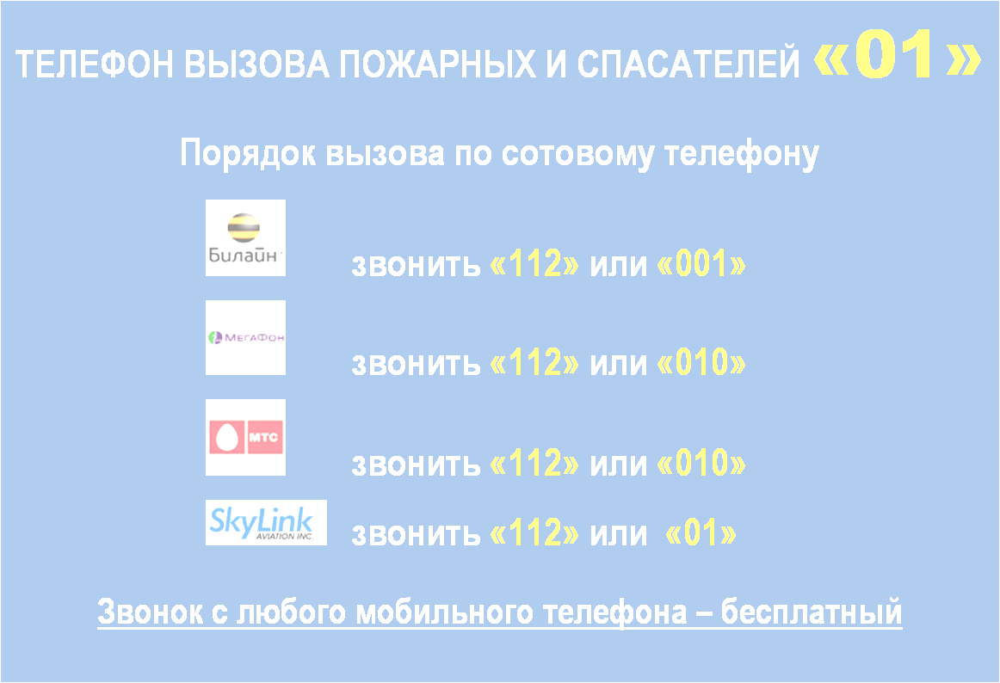 ТЕЛЕФОН ВЫЗОВА ПОЖАРНЫХ И СПАСАТЕЛЕЙ «01»
Порядок вызова по сотовому телефону
Билайн
звонить «112» или «001»
МегаФон
звонить «112» или «010»
МТС
звонить «112» или «010»
SkyLink
AVIATION INC.
звонить «112» или «01»
Звонок с любого мобильного телефона – бесплатный